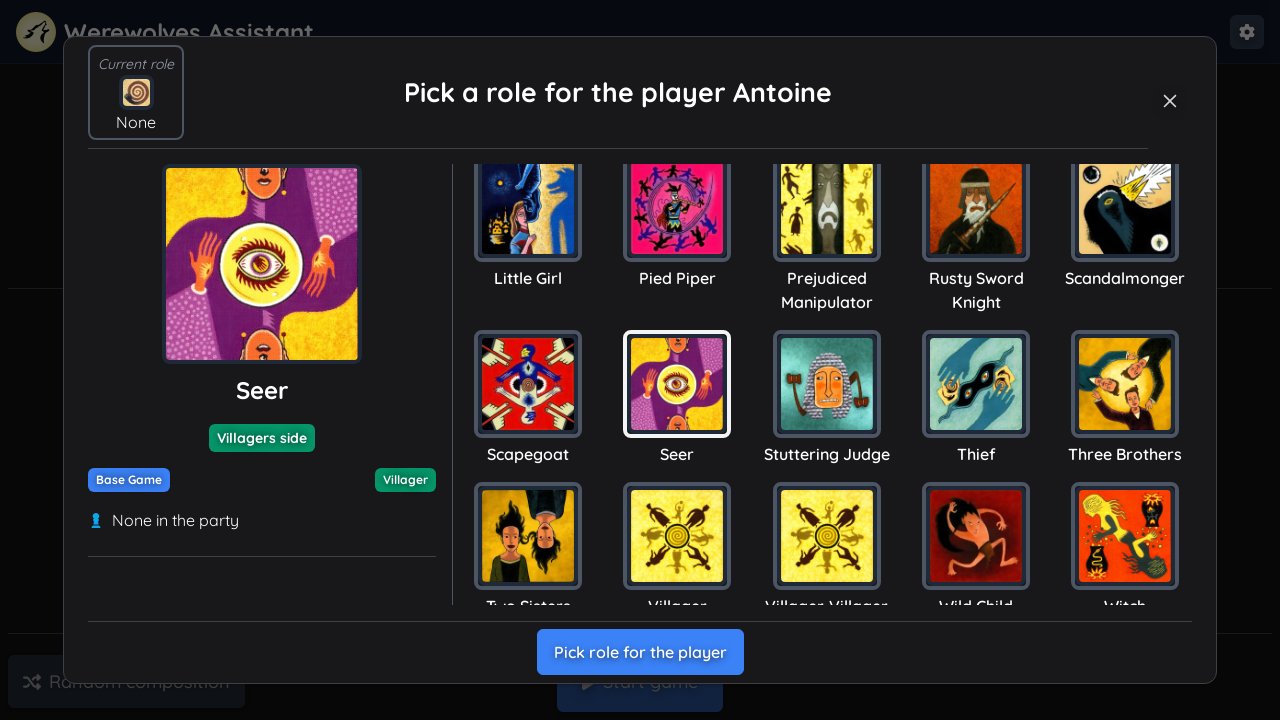 Werewolves Assistant
Current role
None
Pick a role for the player Antoine
Seer
Villagers side
Base Game
Villager
None in the party
Little Girl
Pied Piper
Prejudiced
Manipulator
Rusty Sword
Knight
Scandalmonger
Scapegoat
Seer
Stuttering Judge
Thief
Three Brothers
Two Sisters
Villager
Villager-Villager
Wild Child
Witch
Pick role for the player
Random composition
Start game